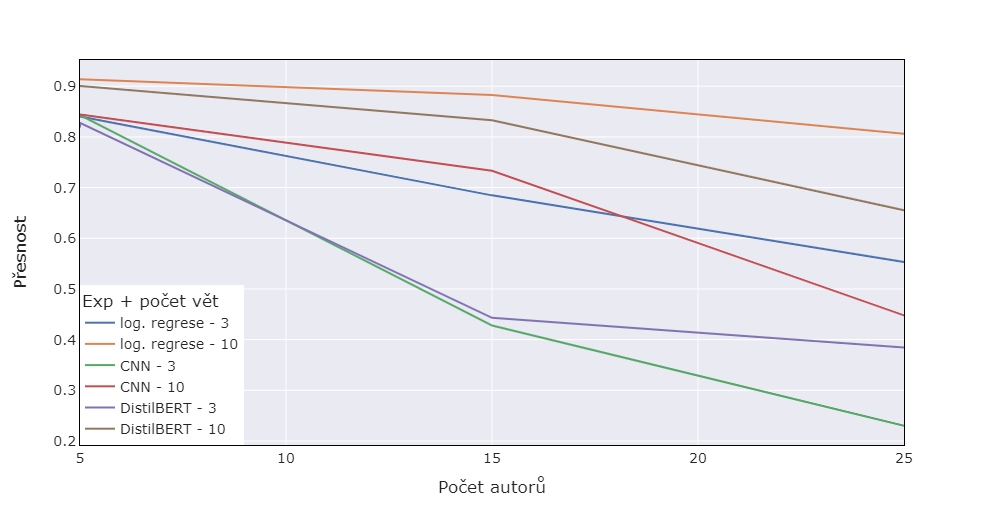 0.9
0.8
0.7
0.6
0.5
0.4
0.3
0.2
Přesnost
Exp + počet vět
log. regrese - 3
log. regrese - 10
CNN - 3
CNN - 10
DistilBERT - 3
DistilBERT - 10
5 10 15 20 25
Počet autorů